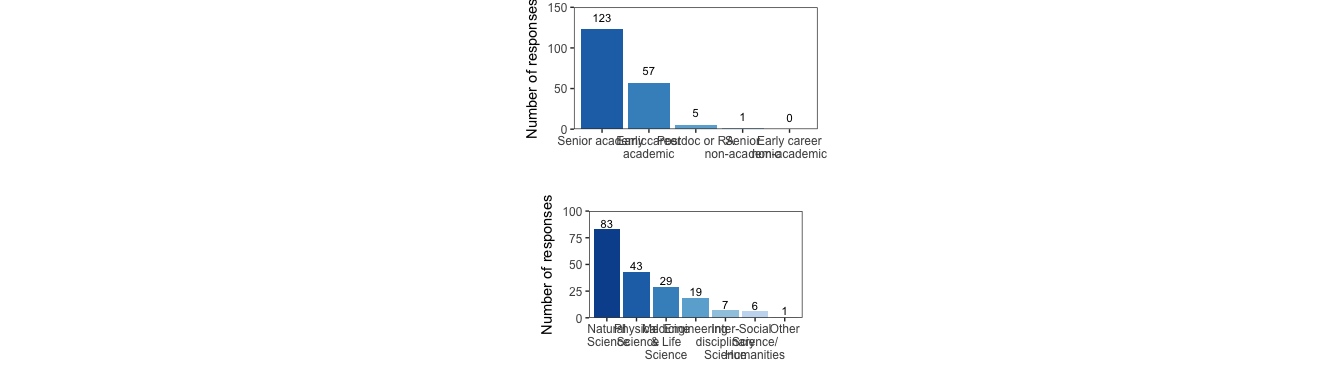 Number of responses
150
100
50
0
123
57
5
1
0
Senior academic
Early career
academic
Postdoc or RA
Senior
non-academic
Early career
non-academic
Number of responses
100
75
50
25
0
83
43
29
19
7
6
1
Natural
Science
Physical
Science
Medicine
& Life
Science
Engineering
Inter-
disciplinary
Science
Social
Science/
Humanities
Other